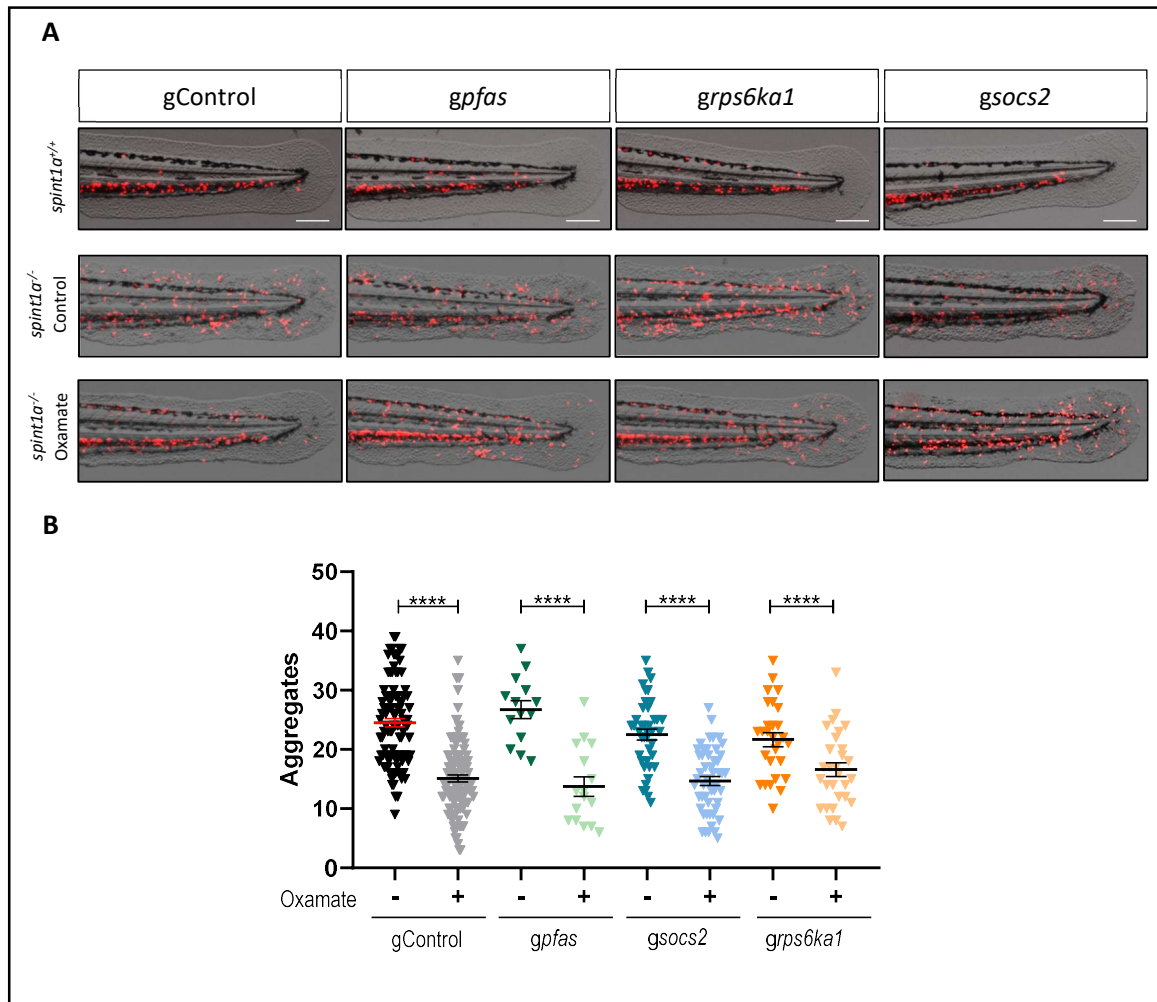 A
gControl gpfas grps6ka1 gsocs2
spint1a+/+
spint1a-/-
Control
spint1a-/-
Oxamate
B
50
40
30
20
10
0
Aggregates
**** **** **** ****
Oxamate - + - + - + - +
gControl gpfas gsocs2 grps6ka1